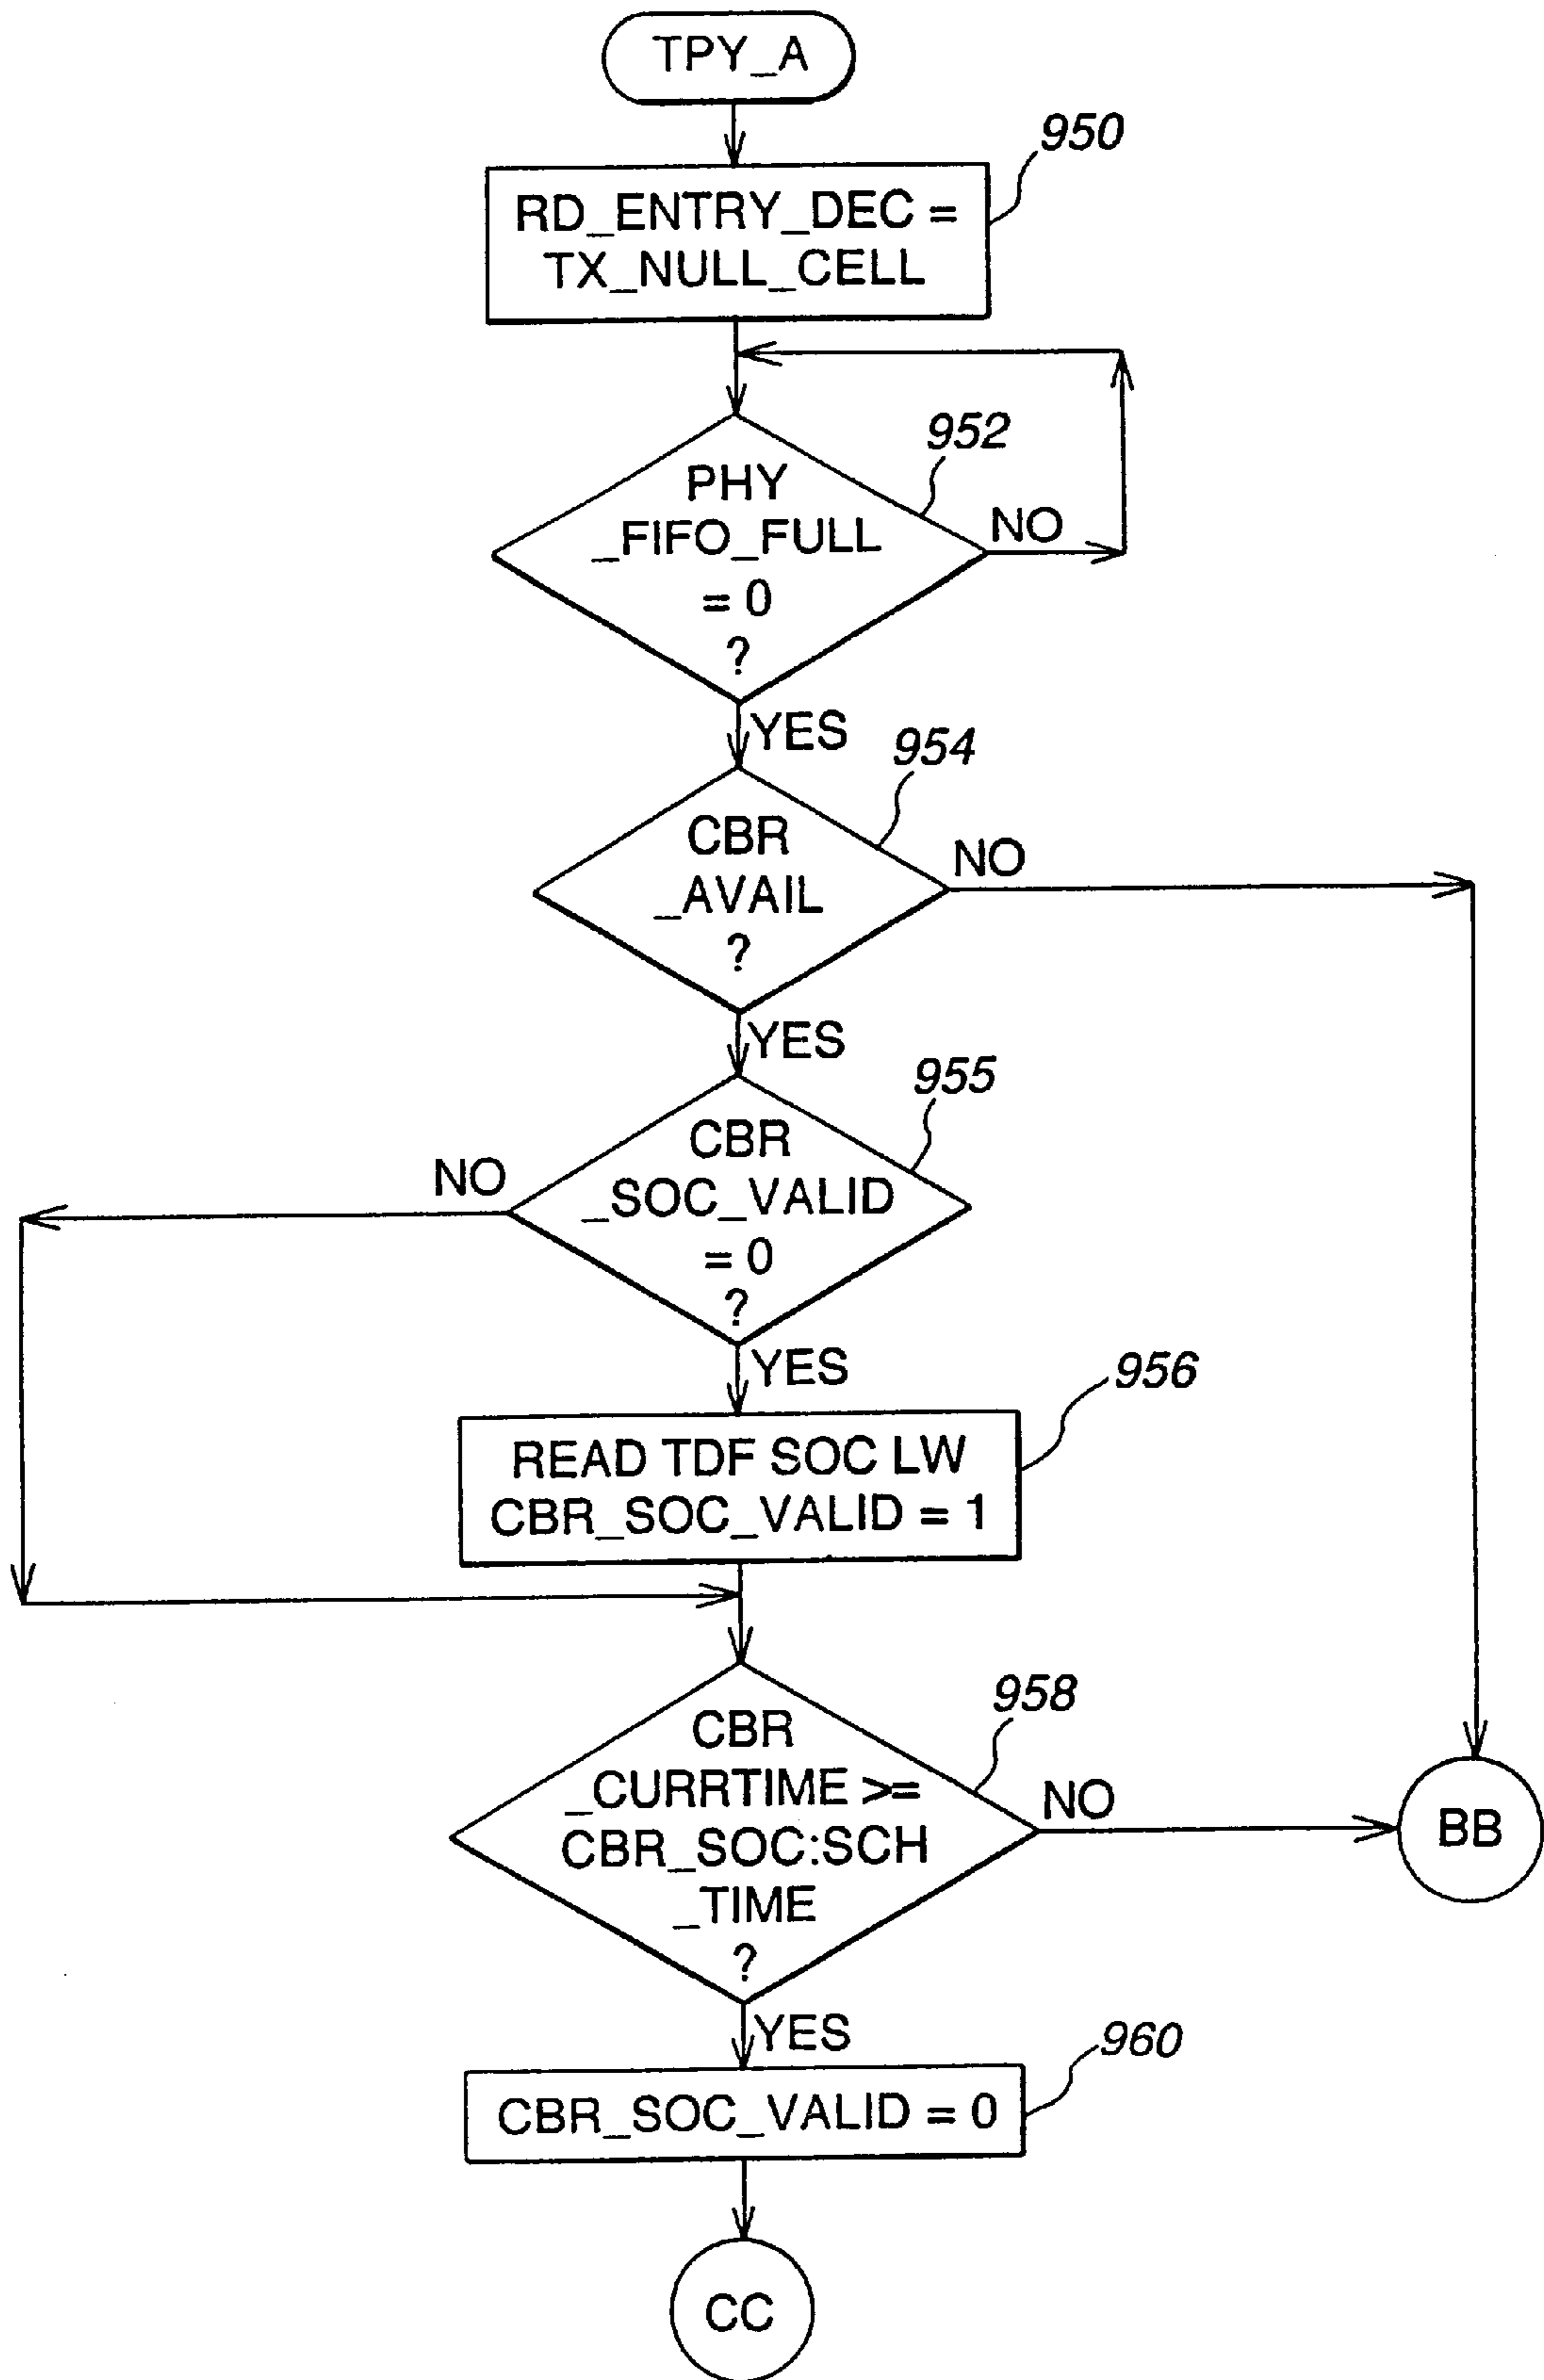 TPY_A
950
RD_ENTRY_DEC =
TX_NULL_CELL
952
PHY
_FIFO_FULL
= 0
?
NO
YES
954
CBR
_AVAIL
?
NO
YES
955
CBR
_SOC_VALID
= 0
?
NO
YES
956
READ TDF SOC LW
CBR_SOC_VALID = 1
958
CBR
_CURRTIME >=
CBR_SOC:SCH
_TIME
?
NO
BB
YES
960
CBR_SOC_VALID = 0
CC